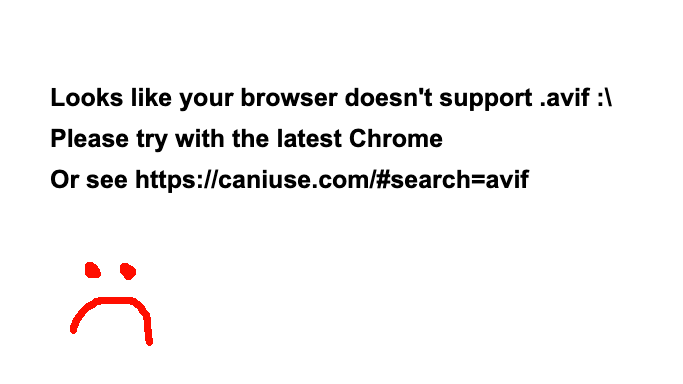 Looks like your browser doesn't support .avif :\
Please try with the latest Chrome
Or see https://caniuse.com/#search=avif